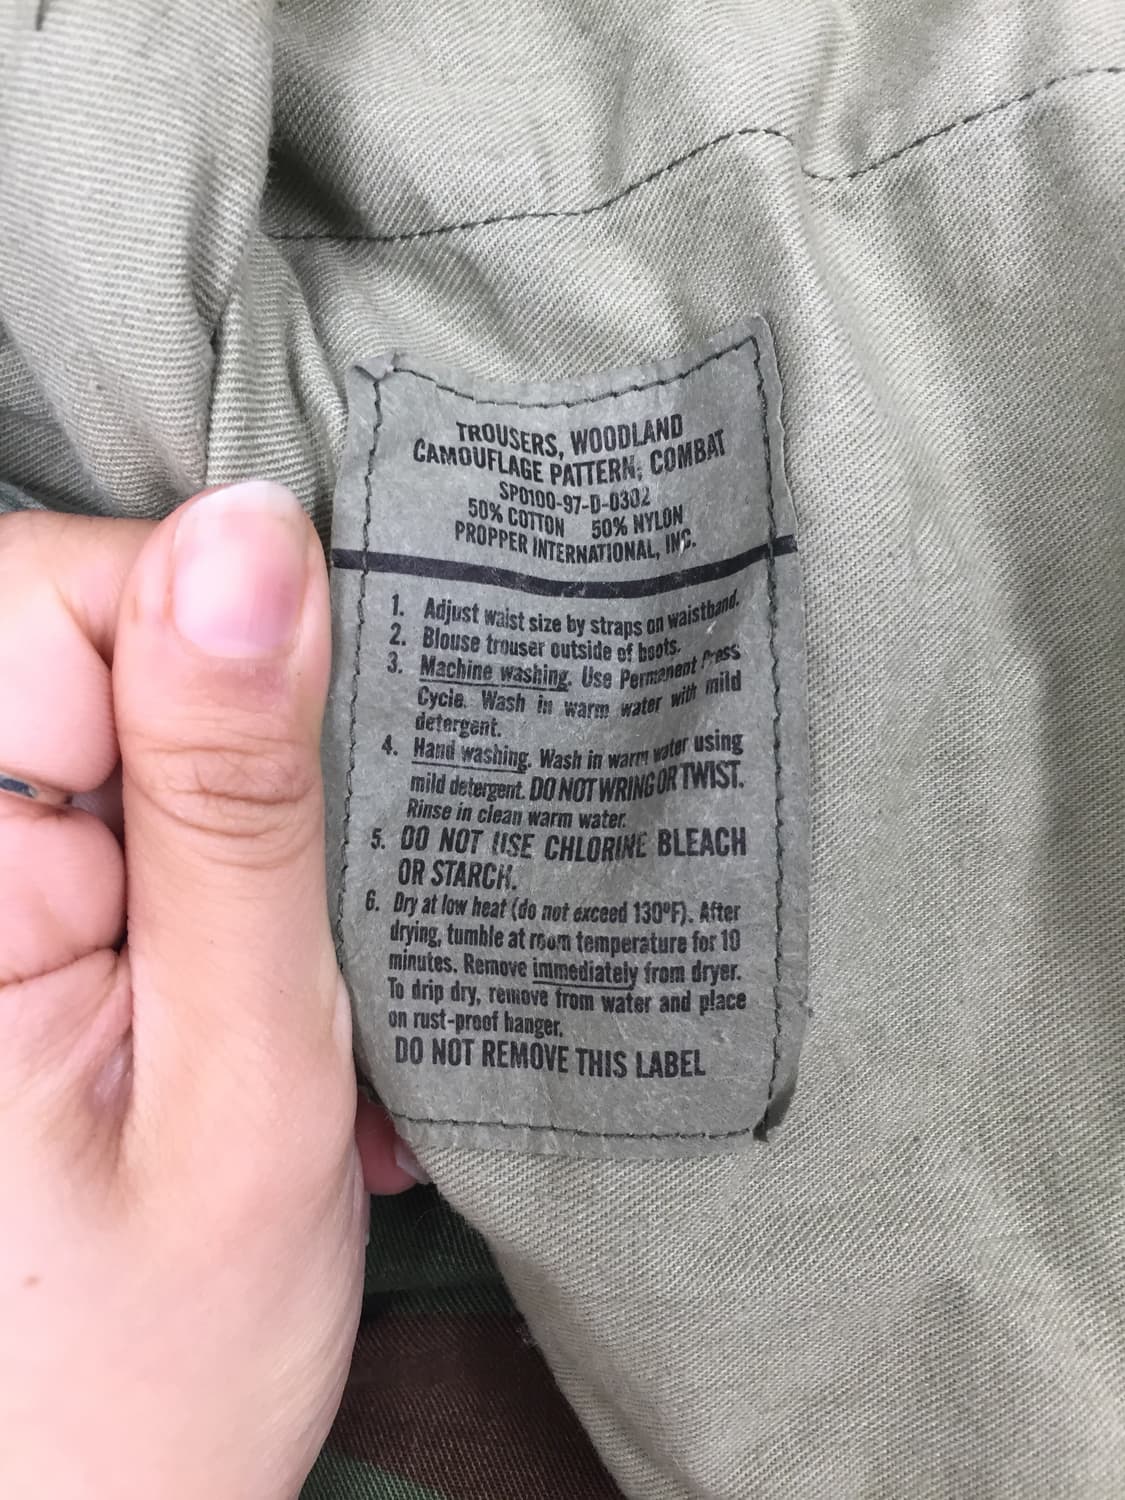 TROUSERS, WOODLAND
CAMOUFLAGE PATTERN; COMBAT
SPO100-97-D-0302
50% COTTON 50% NYLON
PROPPER INTERNATIONAL, INC.
1. Adjust waist size by straps on waistband.
2. Blouse trouser outside of boots.
3. Machine washing. Use Permanent Press
Cycle. Wash in warm water with mild
detergent.
4. Hand washing. Wash in warm water using
mild detergent. DO NOT WRING OR TWIST.
Rinse in clean warm water.
5. DO NOT USE CHLORINE BLEACH
OR STARCH.
6. Dry at low heat (do not exceed 130ºF). After
drying, tumble at room temperature for 10
minutes. Remove immediately from dryer.
To drip dry, remove from water and place
on rust-proof hanger.
DO NOT REMOVE THIS LABEL